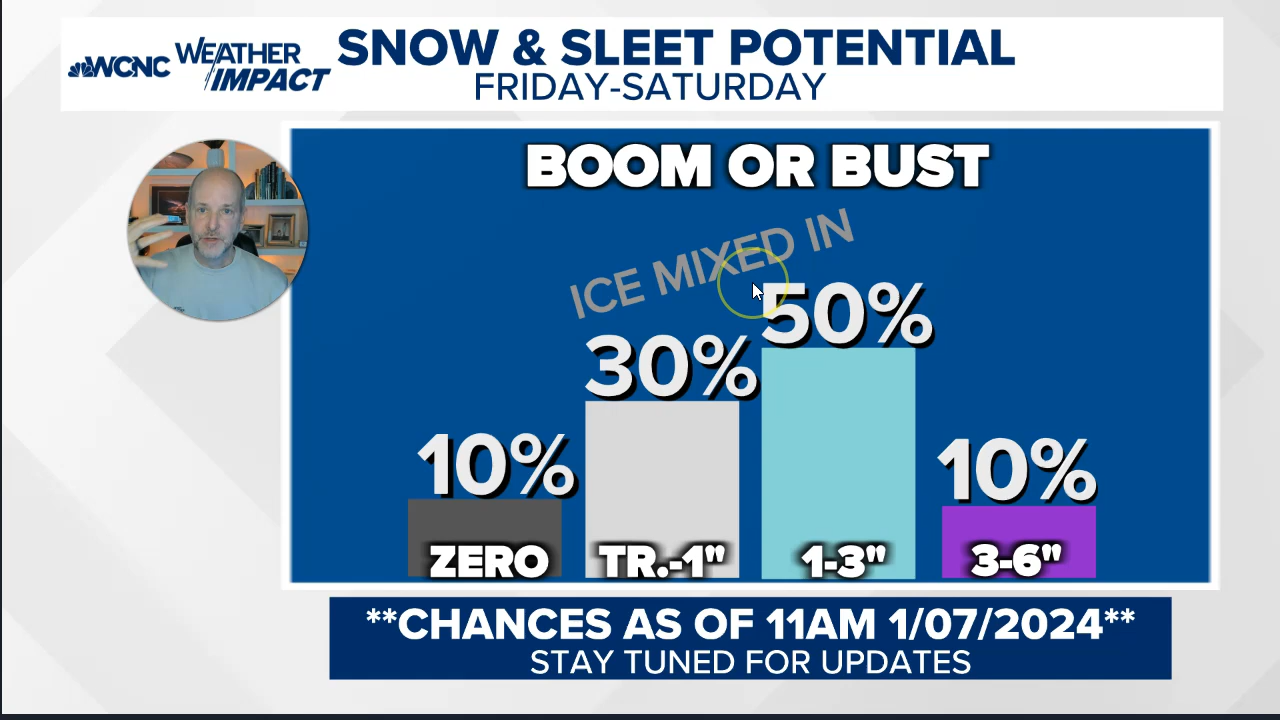 WCNC WEATHER IMPACT
SNOW & SLEET POTENTIAL
FRIDAY-SATURDAY
BOOM OR BUST
ICE MIXED IN
10%
30%
50%
10%
ZERO
TR.-1"
1-3"
3-6"
**CHANCES AS OF 11AM 1/07/2024**
STAY TUNED FOR UPDATES